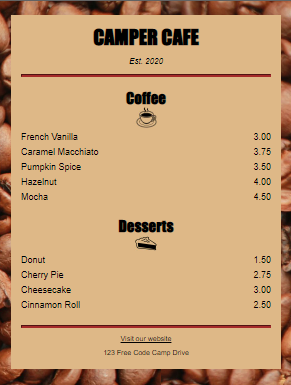 CAMPER CAFE
Est. 2020
Coffee
French Vanilla 3.00
Caramel Macchiato 3.75
Pumpkin Spice 3.50
Hazelnut 4.00
Mocha 4.50
Desserts
Donut 1.50
Cherry Pie 2.75
Cheesecake 3.00
Cinnamon Roll 2.50
Visit our website
123 Free Code Camp Drive